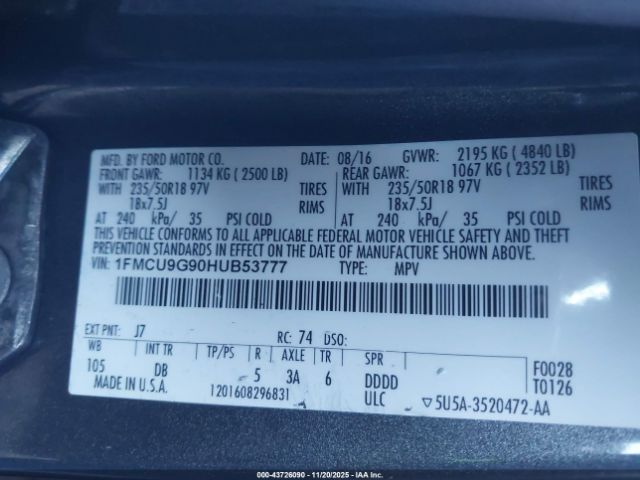 MFD. BY FORD MOTOR CO. DATE: 08/16 GVWR: 2195 KG ( 4840 LB)
FRONT GAWR: 1134 KG ( 2500 LB) REAR GAWR: 1067 KG ( 2352 LB)
WITH 235/50R18 97V TIRES WITH 235/50R18 97V TIRES
18x7.5J RIMS 18x7.5J RIMS
AT 240 kPa/ 35 PSI COLD AT 240 kPa/ 35 PSI COLD
THIS VEHICLE CONFORMS TO ALL APPLICABLE FEDERAL MOTOR VEHICLE SAFETY AND THEFT
PREVENTION STANDARDS IN EFFECT ON THE DATE OF MANUFACTURE SHOWN ABOVE.
VIN: 1FMCU9G90HUB53777 TYPE: MPV
EXT PNT: J7 RC: 74 DSO:
WB INT TR TP/PS R AXLE TR SPR
105 DB 5 3A 6 DDDD F0028
MADE IN U.S.A. 1201608296831 ULC T0126
▽5U5A-3520472-AA
000-43726090 - 11/20/2025 - IAA Holdings, LLC